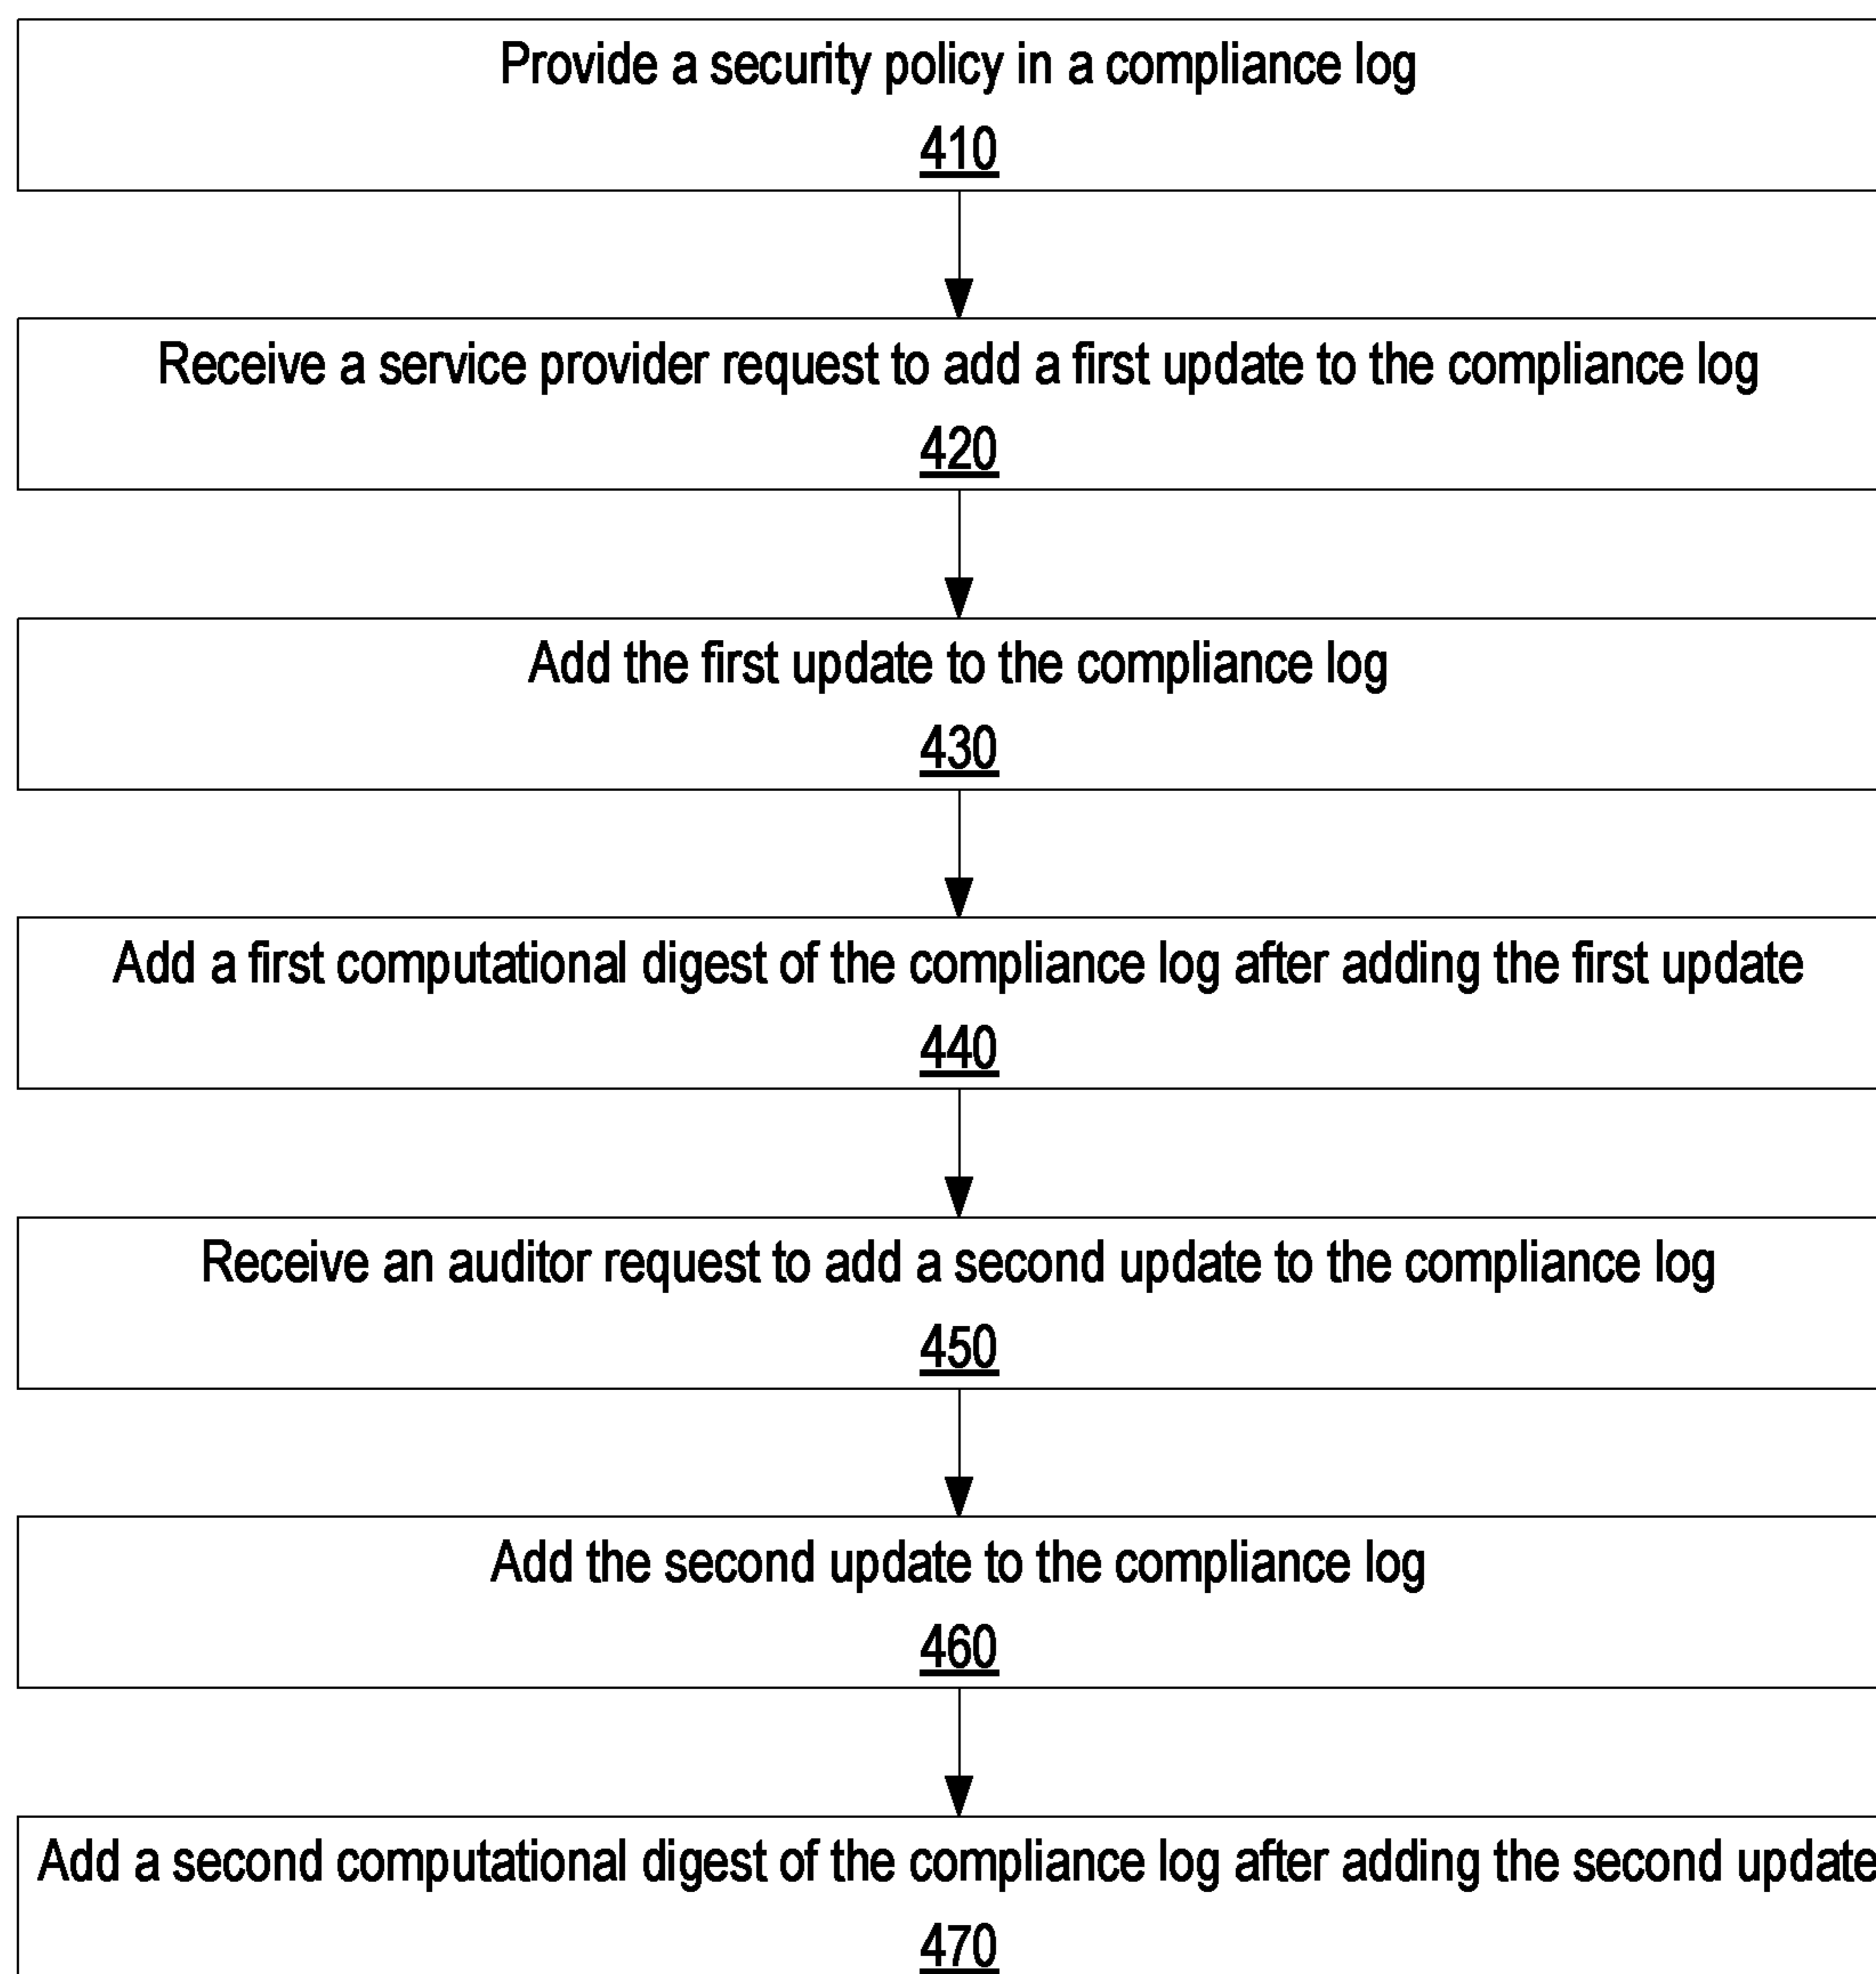 Provide a security policy in a compliance log
410
Receive a service provider request to add a first update to the compliance log
420
Add the first update to the compliance log
430
Add a first computational digest of the compliance log after adding the first update
440
Receive an auditor request to add a second update to the compliance log
450
Add the second update to the compliance log
460
Add a second computational digest of the compliance log after adding the second update
470